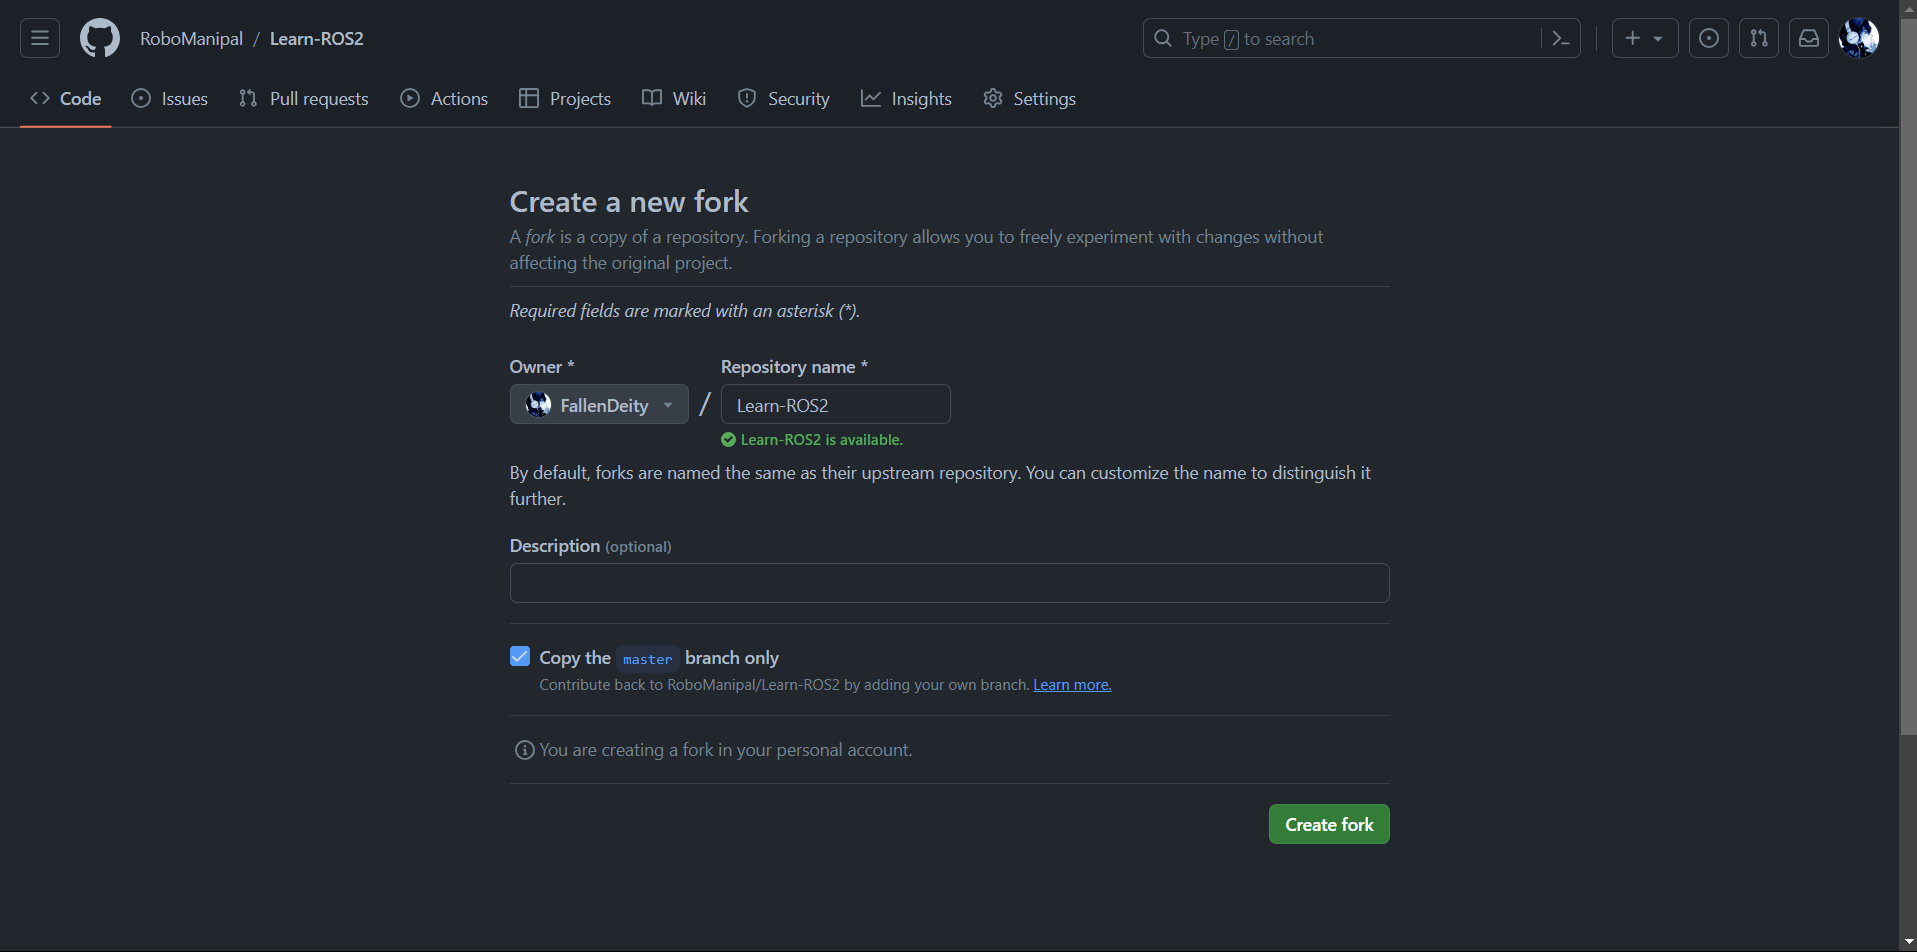 RoboManipal / Learn-ROS2
Type / to search
Code Issues Pull requests Actions Projects Wiki Security Insights Settings
Create a new fork
A fork is a copy of a repository. Forking a repository allows you to freely experiment with changes without
affecting the original project.
Required fields are marked with an asterisk (*).
Owner * Repository name *
FallenDeity / Learn-ROS2
Learn-ROS2 is available.
By default, forks are named the same as their upstream repository. You can customize the name to distinguish it
further.
Description (optional)
Copy the master branch only
Contribute back to RoboManipal/Learn-ROS2 by adding your own branch. Learn more.
You are creating a fork in your personal account.
Create fork